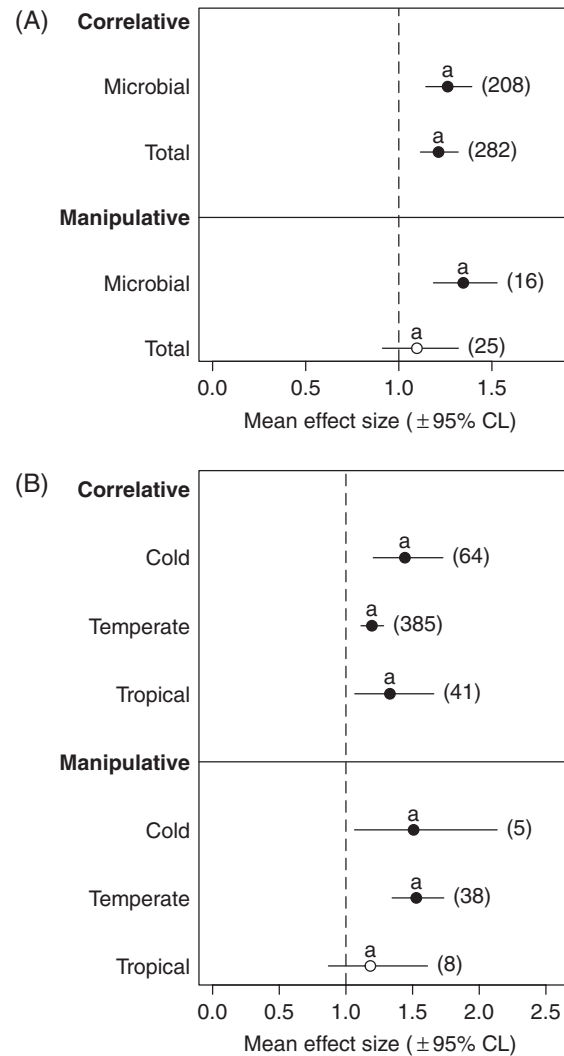 (A) Correlative
a
Microbial (208)
a
Total (282)
Manipulative
a
Microbial (16)
a
Total (25)
0.0 0.5 1.0 1.5
Mean effect size (±95% CL)
(B) Correlative
a
Cold (64)
a
Temperate (385)
a
Tropical (41)
Manipulative
a
Cold (5)
a
Temperate (38)
a
Tropical (8)
0.0 0.5 1.0 1.5 2.0 2.5
Mean effect size (±95% CL)